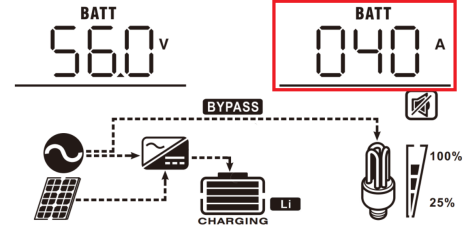 BATT
56.0 V
BATT
040 A
BYPASS
100%
25%
Li
CHARGING